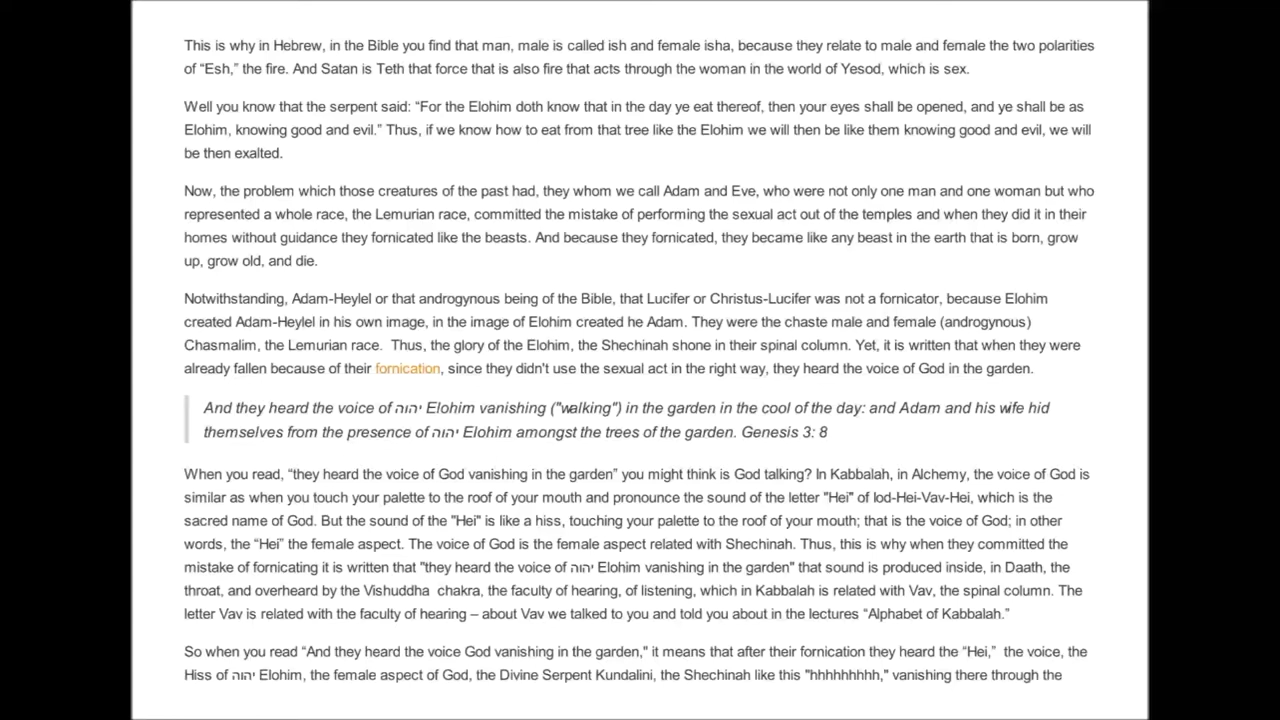 This is why in Hebrew, in the Bible you find that man, male is called ish and female isha, because they relate to male and female the two polarities
of “Esh,” the fire. And Satan is Teth that force that is also fire that acts through the woman in the world of Yesod, which is sex.
Well you know that the serpent said: “For the Elohim doth know that in the day ye eat thereof, then your eyes shall be opened, and ye shall be as
Elohim, knowing good and evil.” Thus, if we know how to eat from that tree like the Elohim we will then be like them knowing good and evil, we will
be then exalted.
Now, the problem which those creatures of the past had, they whom we call Adam and Eve, who were not only one man and one woman but who
represented a whole race, the Lemurian race, committed the mistake of performing the sexual act out of the temples and when they did it in their
homes without guidance they fornicated like the beasts. And because they fornicated, they became like any beast in the earth that is born, grow
up, grow old, and die.
Notwithstanding, Adam-Heylel or that androgynous being of the Bible, that Lucifer or Christus-Lucifer was not a fornicator, because Elohim
created Adam-Heylel in his own image, in the image of Elohim created he Adam. They were the chaste male and female (androgynous)
Chasmalim, the Lemurian race.  Thus, the glory of the Elohim, the Shechinah shone in their spinal column. Yet, it is written that when they were
already fallen because of their fornication, since they didn't use the sexual act in the right way, they heard the voice of God in the garden.
And they heard the voice of יהוה Elohim vanishing ("walking") in the garden in the cool of the day: and Adam and his wife hid
themselves from the presence of יהוה Elohim amongst the trees of the garden. Genesis 3: 8
When you read, “they heard the voice of God vanishing in the garden” you might think is God talking? In Kabbalah, in Alchemy, the voice of God is
similar as when you touch your palette to the roof of your mouth and pronounce the sound of the letter "Hei" of Iod-Hei-Vav-Hei, which is the
sacred name of God. But the sound of the "Hei" is like a hiss, touching your palette to the roof of your mouth; that is the voice of God; in other
words, the “Hei” the female aspect. The voice of God is the female aspect related with Shechinah. Thus, this is why when they committed the
mistake of fornicating it is written that "they heard the voice of יהוה Elohim vanishing in the garden" that sound is produced inside, in Daath, the
throat, and overheard by the Vishuddha  chakra, the faculty of hearing, of listening, which in Kabbalah is related with Vav, the spinal column. The
letter Vav is related with the faculty of hearing – about Vav we talked to you and told you about in the lectures “Alphabet of Kabbalah.”
So when you read “And they heard the voice God vanishing in the garden," it means that after their fornication they heard the “Hei,”  the voice, the
Hiss of יהוה Elohim, the female aspect of God, the Divine Serpent Kundalini, the Shechinah like this "hhhhhhhhh," vanishing there through the